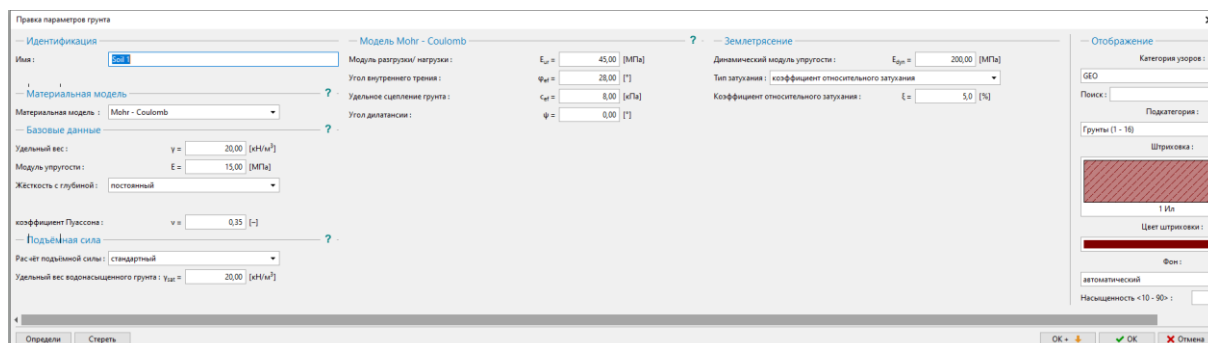 Правка параметров грунта
Идентификация
Имя : Soil 1
Материальная модель ?
Материальная модель : Mohr - Coulomb
Базовые данные ?
Удельный вес : γ = 20,00 [кН/м³]
Модуль упругости : E = 15,00 [МПа]
Жёсткость с глубиной : постоянный
коэффициент Пуассона : ν = 0,35 [–]
Подъёмная сила ?
Расчёт подъёмной силы : стандартный
Удельный вес водонасыщенного грунта : γsat = 20,00 [кН/м³]
Модель Mohr - Coulomb ?
Модуль разгрузки/ нагрузки : Eur = 45,00 [МПа]
Угол внутреннего трения : φef = 28,00 [°]
Удельное сцепление грунта : cef = 8,00 [кПа]
Угол дилатансии : ψ = 0,00 [°]
Землетрясение
Динамический модуль упругости : Edyn = 200,00 [МПа]
Тип затухания : коэффициент относительного затухания
Коэффициент относительного затухания : ξ = 5,0 [%]
Отображение
Категория узоров :
GEO
Поиск :
Подкатегория :
Грунты (1 - 16)
Штриховка :
1 Ил
Цвет штриховки :
Фон :
автоматический
Насыщенность <10 - 90> :
Определи Стереть OK + OK Отмена